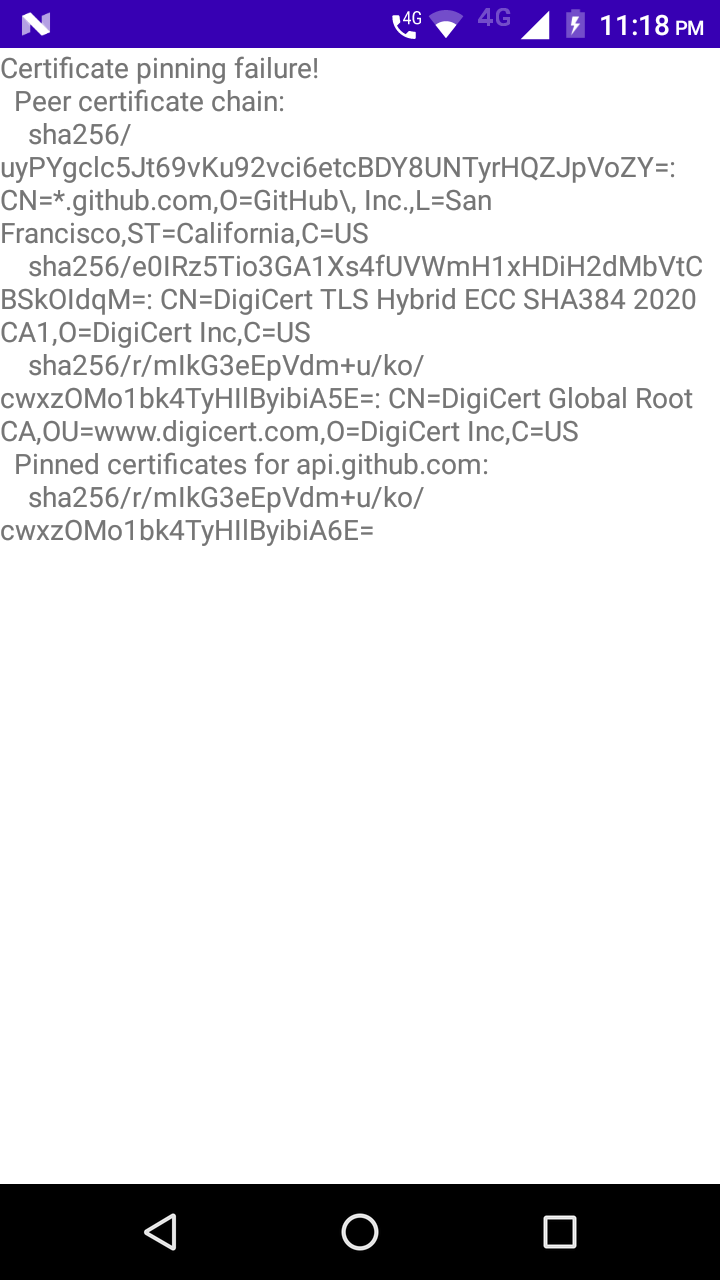 4G 4G 11:18 PM
Certificate pinning failure!
Peer certificate chain:
sha256/
uyPYgclc5Jt69vKu92vci6etcBDY8UNTyrHQZJpVoZY=:
CN=*.github.com,O=GitHub\, Inc.,L=San
Francisco,ST=California,C=US
sha256/e0IRz5Tio3GA1Xs4fUVWmH1xHDiH2dMbVtC
BSkOIdqM=: CN=DigiCert TLS Hybrid ECC SHA384 2020
CA1,O=DigiCert Inc,C=US
sha256/r/mIkG3eEpVdm+u/ko/
cwxzOMo1bk4TyHIlByibiA5E=: CN=DigiCert Global Root
CA,OU=www.digicert.com,O=DigiCert Inc,C=US
Pinned certificates for api.github.com:
sha256/r/mIkG3eEpVdm+u/ko/
cwxzOMo1bk4TyHIlByibiA6E=